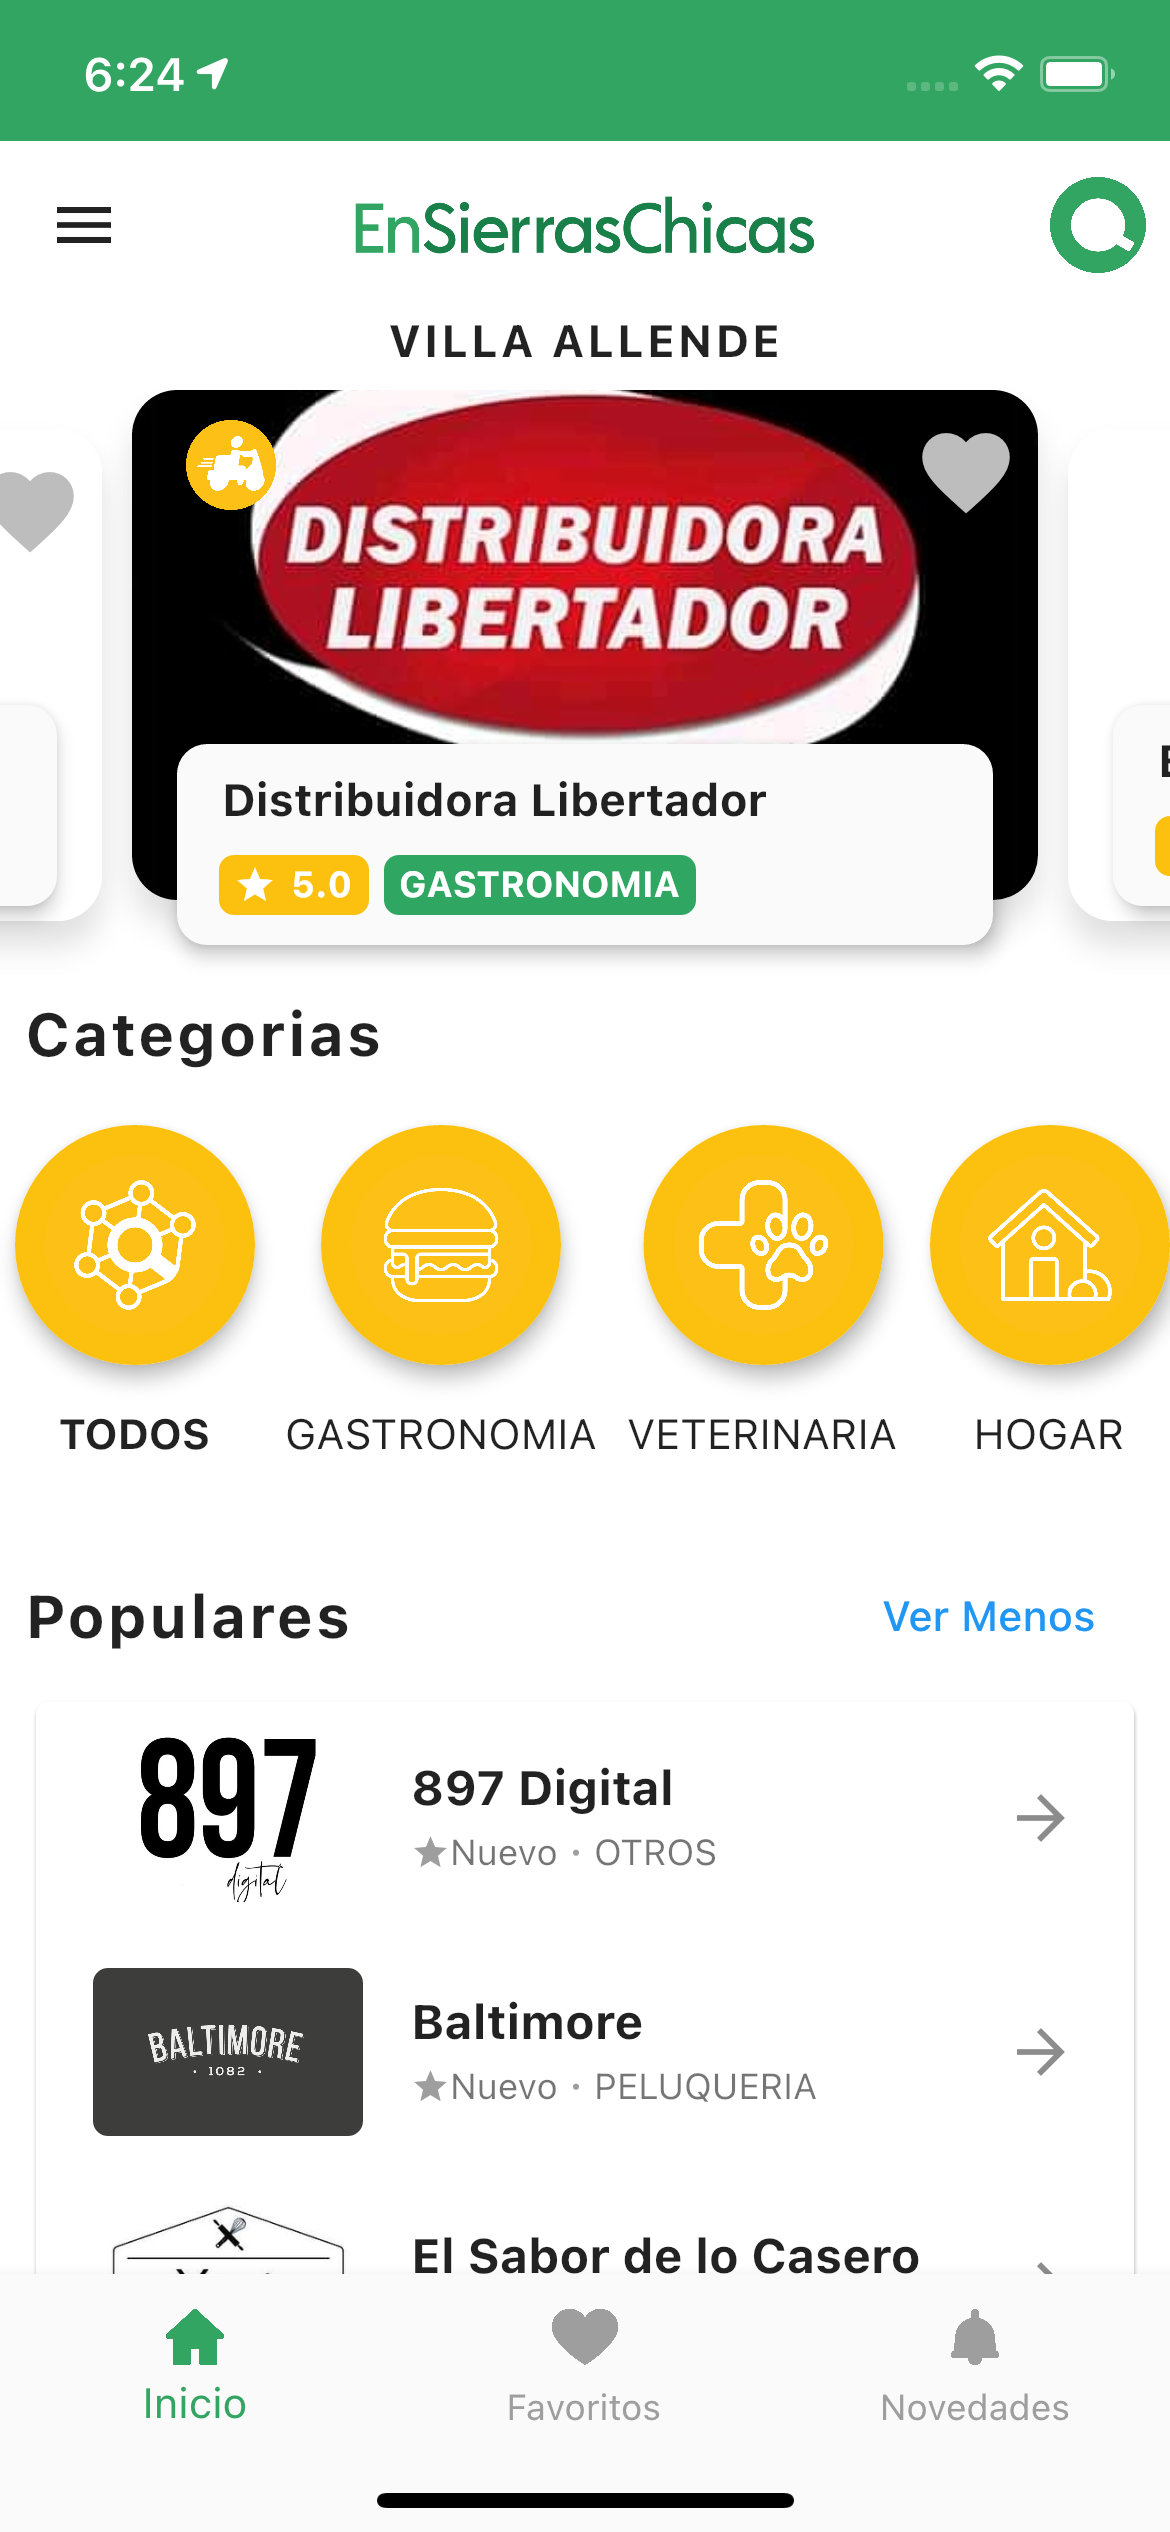 6:24
EnSierrasChicas
VILLA ALLENDE
DISTRIBUIDORA
LIBERTADOR
Distribuidora Libertador
5.0 GASTRONOMIA
Categorias
TODOS GASTRONOMIA VETERINARIA HOGAR
Populares Ver Menos
897
digital
897 Digital
Nuevo · OTROS
BALTIMORE
· 1082 ·
Baltimore
Nuevo · PELUQUERIA
El Sabor de lo Casero
Inicio Favoritos Novedades